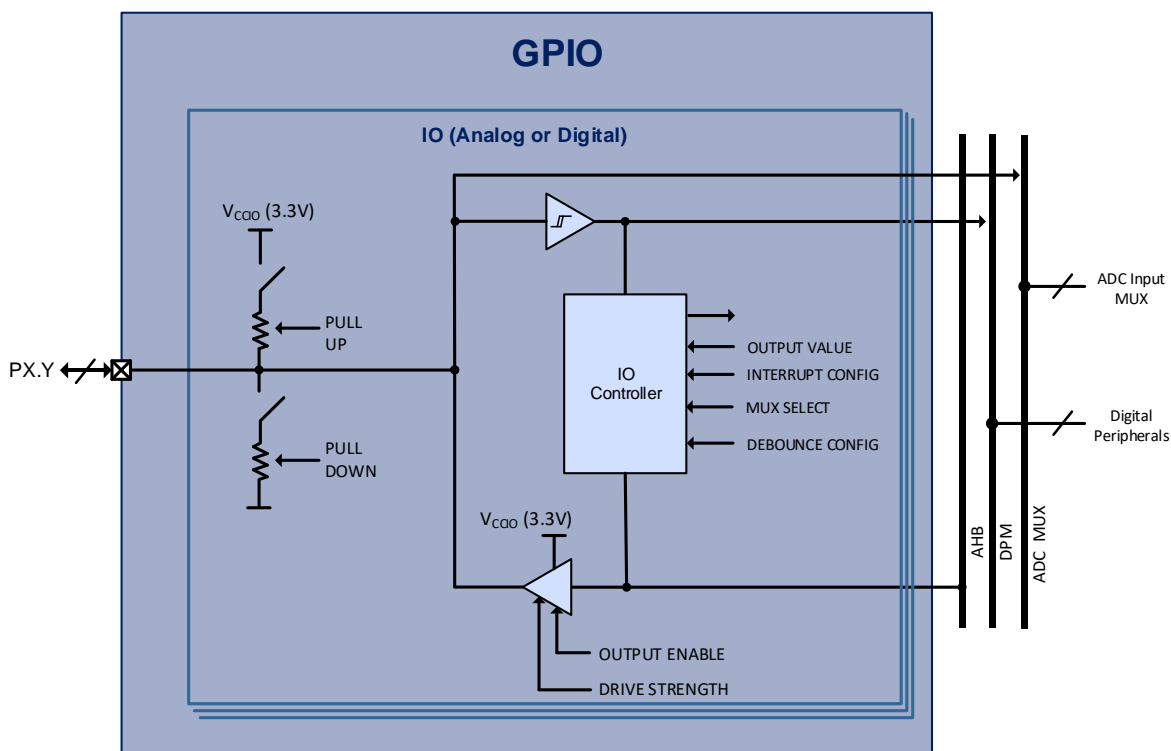 GPIO
IO (Analog or Digital)
VCCIO (3.3V)
PULL
UP
PX.Y
PULL
DOWN
IO
Controller
OUTPUT VALUE
INTERRUPT CONFIG
MUX SELECT
DEBOUNCE CONFIG
VCCIO (3.3V)
OUTPUT ENABLE
DRIVE STRENGTH
AHB
DPM
ADC MUX
ADC Input
MUX
Digital
Peripherals